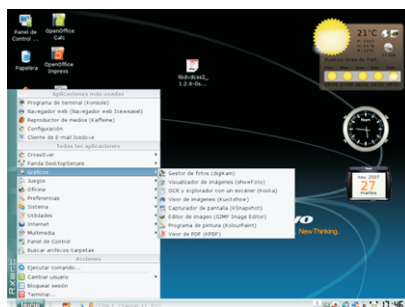 Panel de
Control ...
OpenOffice
Calc
Papelera
OpenOffice
Impress
21°C
Buenos Aires Air Park
nov, 2007
27
martes
New Thinking.
Aplicaciones más usadas
Programa de terminal (Konsole)
Navegador web (Navegador web Iceweasel)
Reproductor de medios (Kaffeine)
Configuración
Cliente de E-mail Icedove
Todas las aplicaciones
CrossOver
Panda DesktopSecure
Gráficos
Juegos
Oficina
Preferencias
Sistema
Utilidades
Internet
Multimedia
Panel de Control
Buscar archivos/carpetas
Acciones
Ejecutar comando...
Cambiar usuario
Bloquear sesión
Terminar...
Gestor de fotos (digiKam)
Visualizador de imágenes (showFoto)
OCR y explorador con un escáner (Kooka)
Visor de imágenes (Kuickshow)
Capturador de pantalla (KSnapshot)
Editor de imagen (GIMP Image Editor)
Programa de pintura (KolourPaint)
Visor de PDF (KPDF)
Inicio